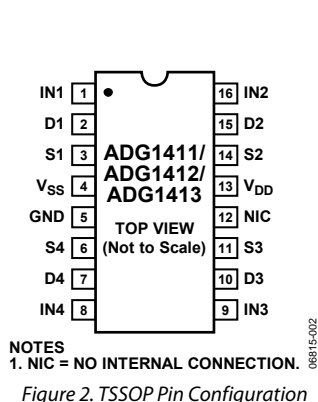 IN1 1 16 IN2
D1 2 15 D2
S1 3 ADG1411/ 14 S2
VSS 4 ADG1412/ 13 VDD
ADG1413
GND 5 12 NIC
TOP VIEW
S4 6 (Not to Scale) 11 S3
D4 7 10 D3
IN4 8 9 IN3
06815-002
NOTES
1. NIC = NO INTERNAL CONNECTION.
Figure 2. TSSOP Pin Configuration